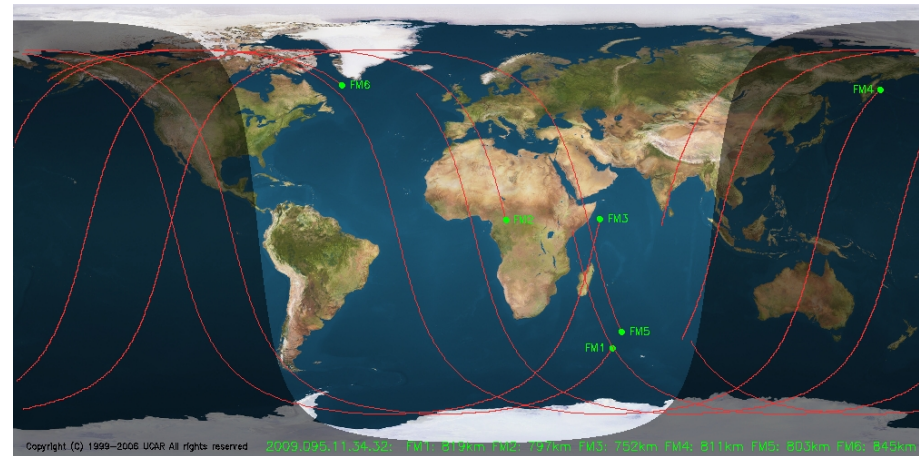 FM6
FM4
FM2
FM3
FM5
FM1
Copyright (C) 1999-2006 UCAR All rights reserved
2009.095.11.34.32: FM1: 819km FM2: 797km FM3: 752km FM4: 811km FM5: 803km FM6: 845km